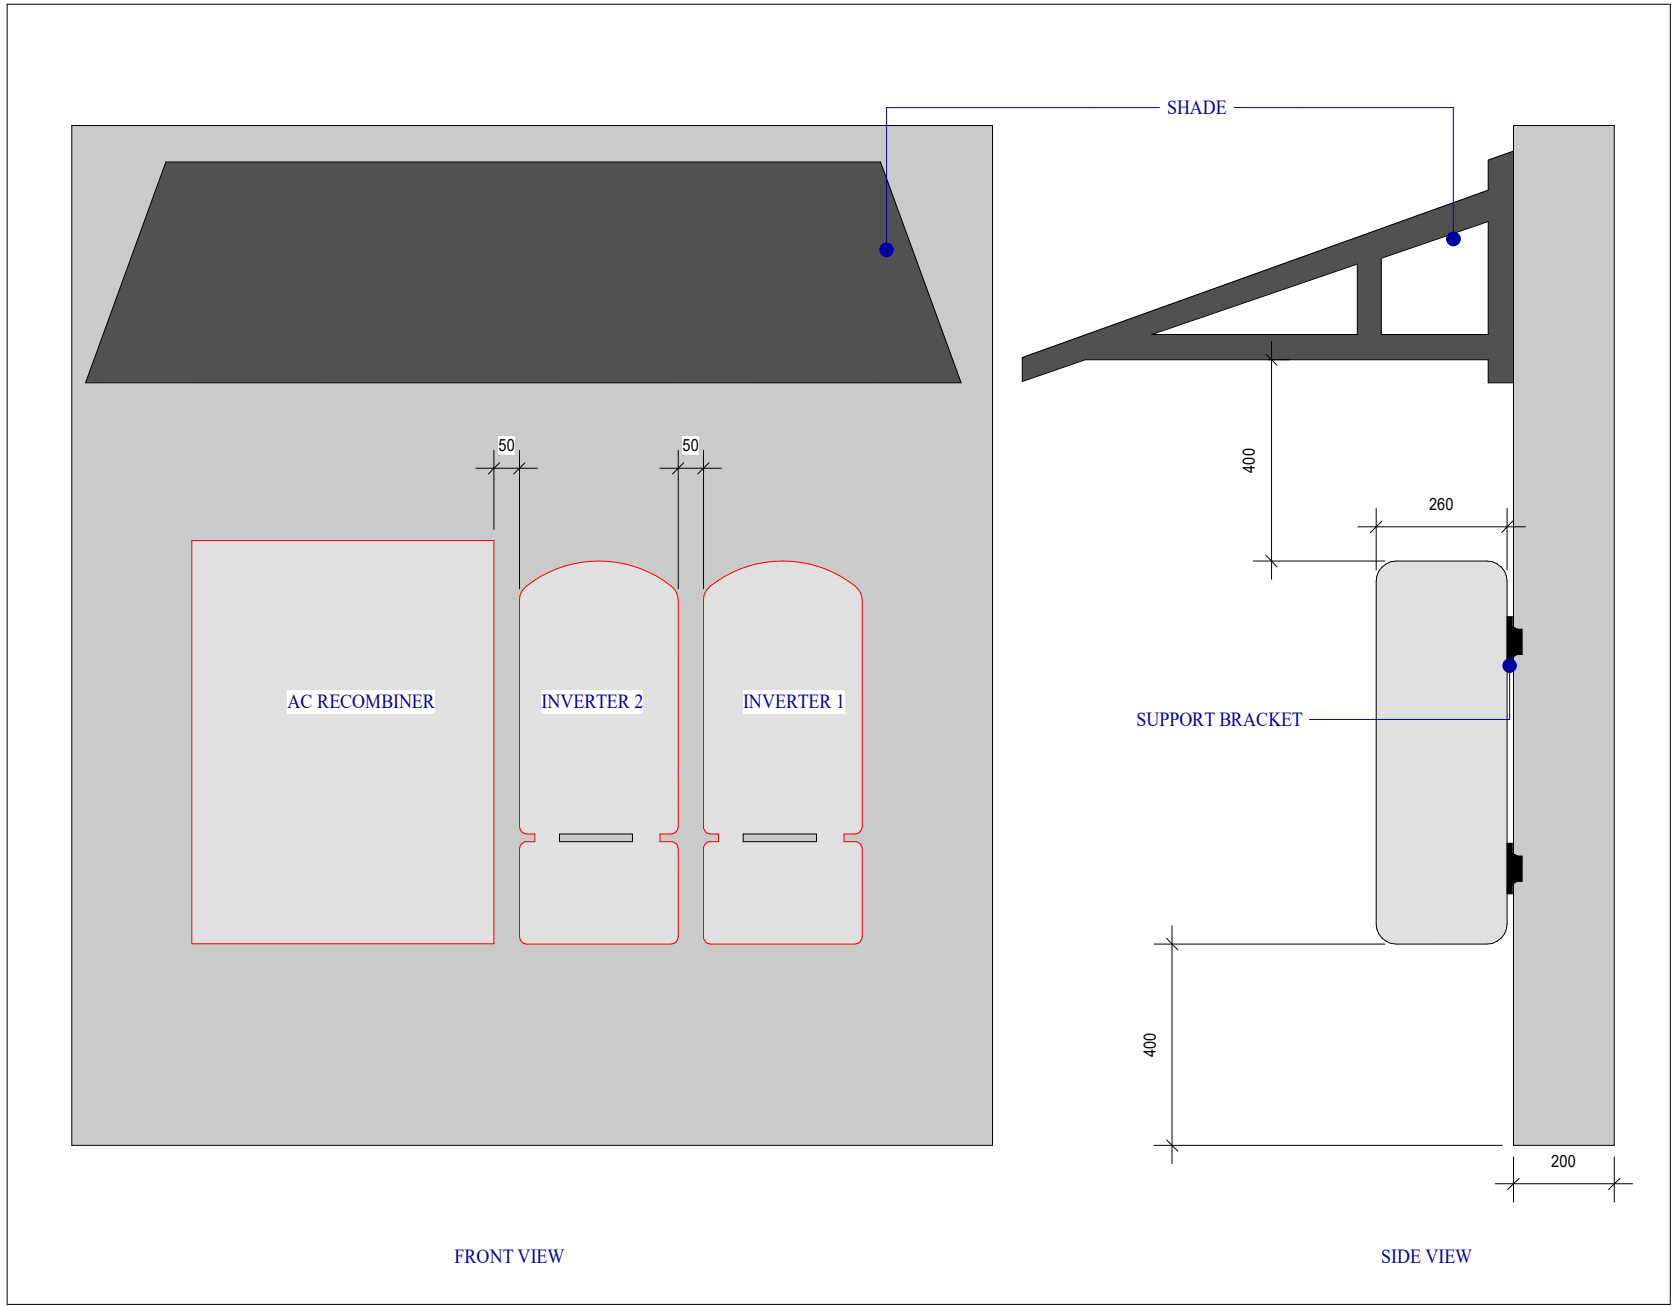 SHADE
50
50
400
260
AC RECOMBINER
INVERTER 2
INVERTER 1
SUPPORT BRACKET
400
200
FRONT VIEW
SIDE VIEW